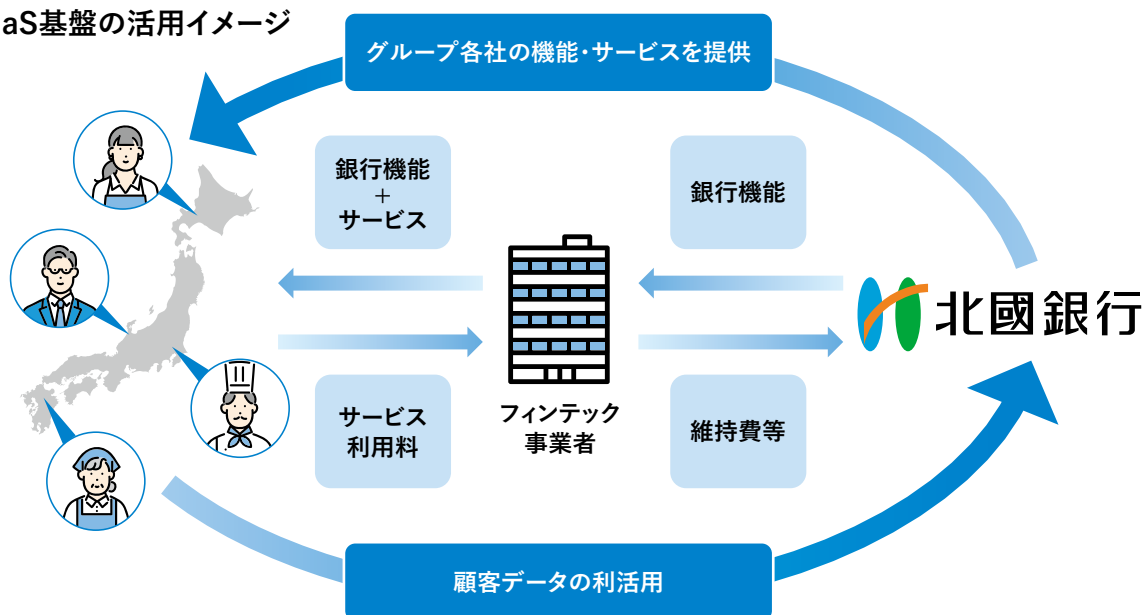 aS基盤の活用イメージ
グループ各社の機能・サービスを提供
銀行機能
+
サービス
銀行機能
北國銀行
サービス
利用料
フィンテック
事業者
維持費等
顧客データの利活用